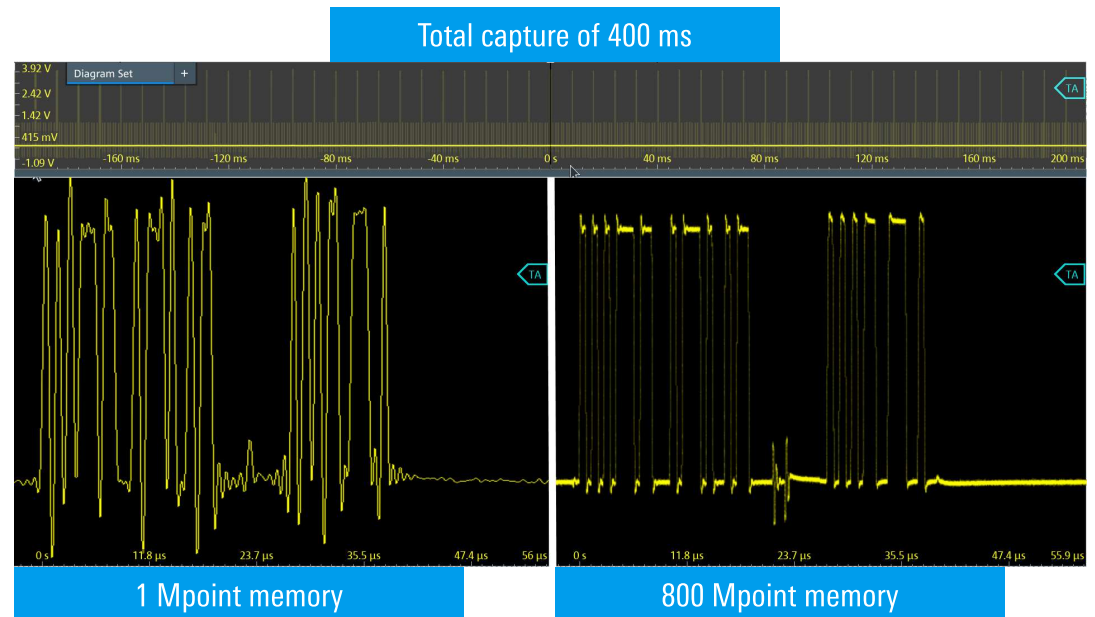 Total capture of 400 ms
3.92 V
Diagram Set +
2.42 V
1.42 V
415 mV
-1.09 V
TA
-160 ms -120 ms -80 ms -40 ms 0 s 40 ms 80 ms 120 ms 160 ms 200 ms
TA TA
0 s 11.8 µs 23.7 µs 35.5 µs 47.4 µs 56 µs
0 s 11.8 µs 23.7 µs 35.5 µs 47.4 µs 55.9 µs
1 Mpoint memory
800 Mpoint memory